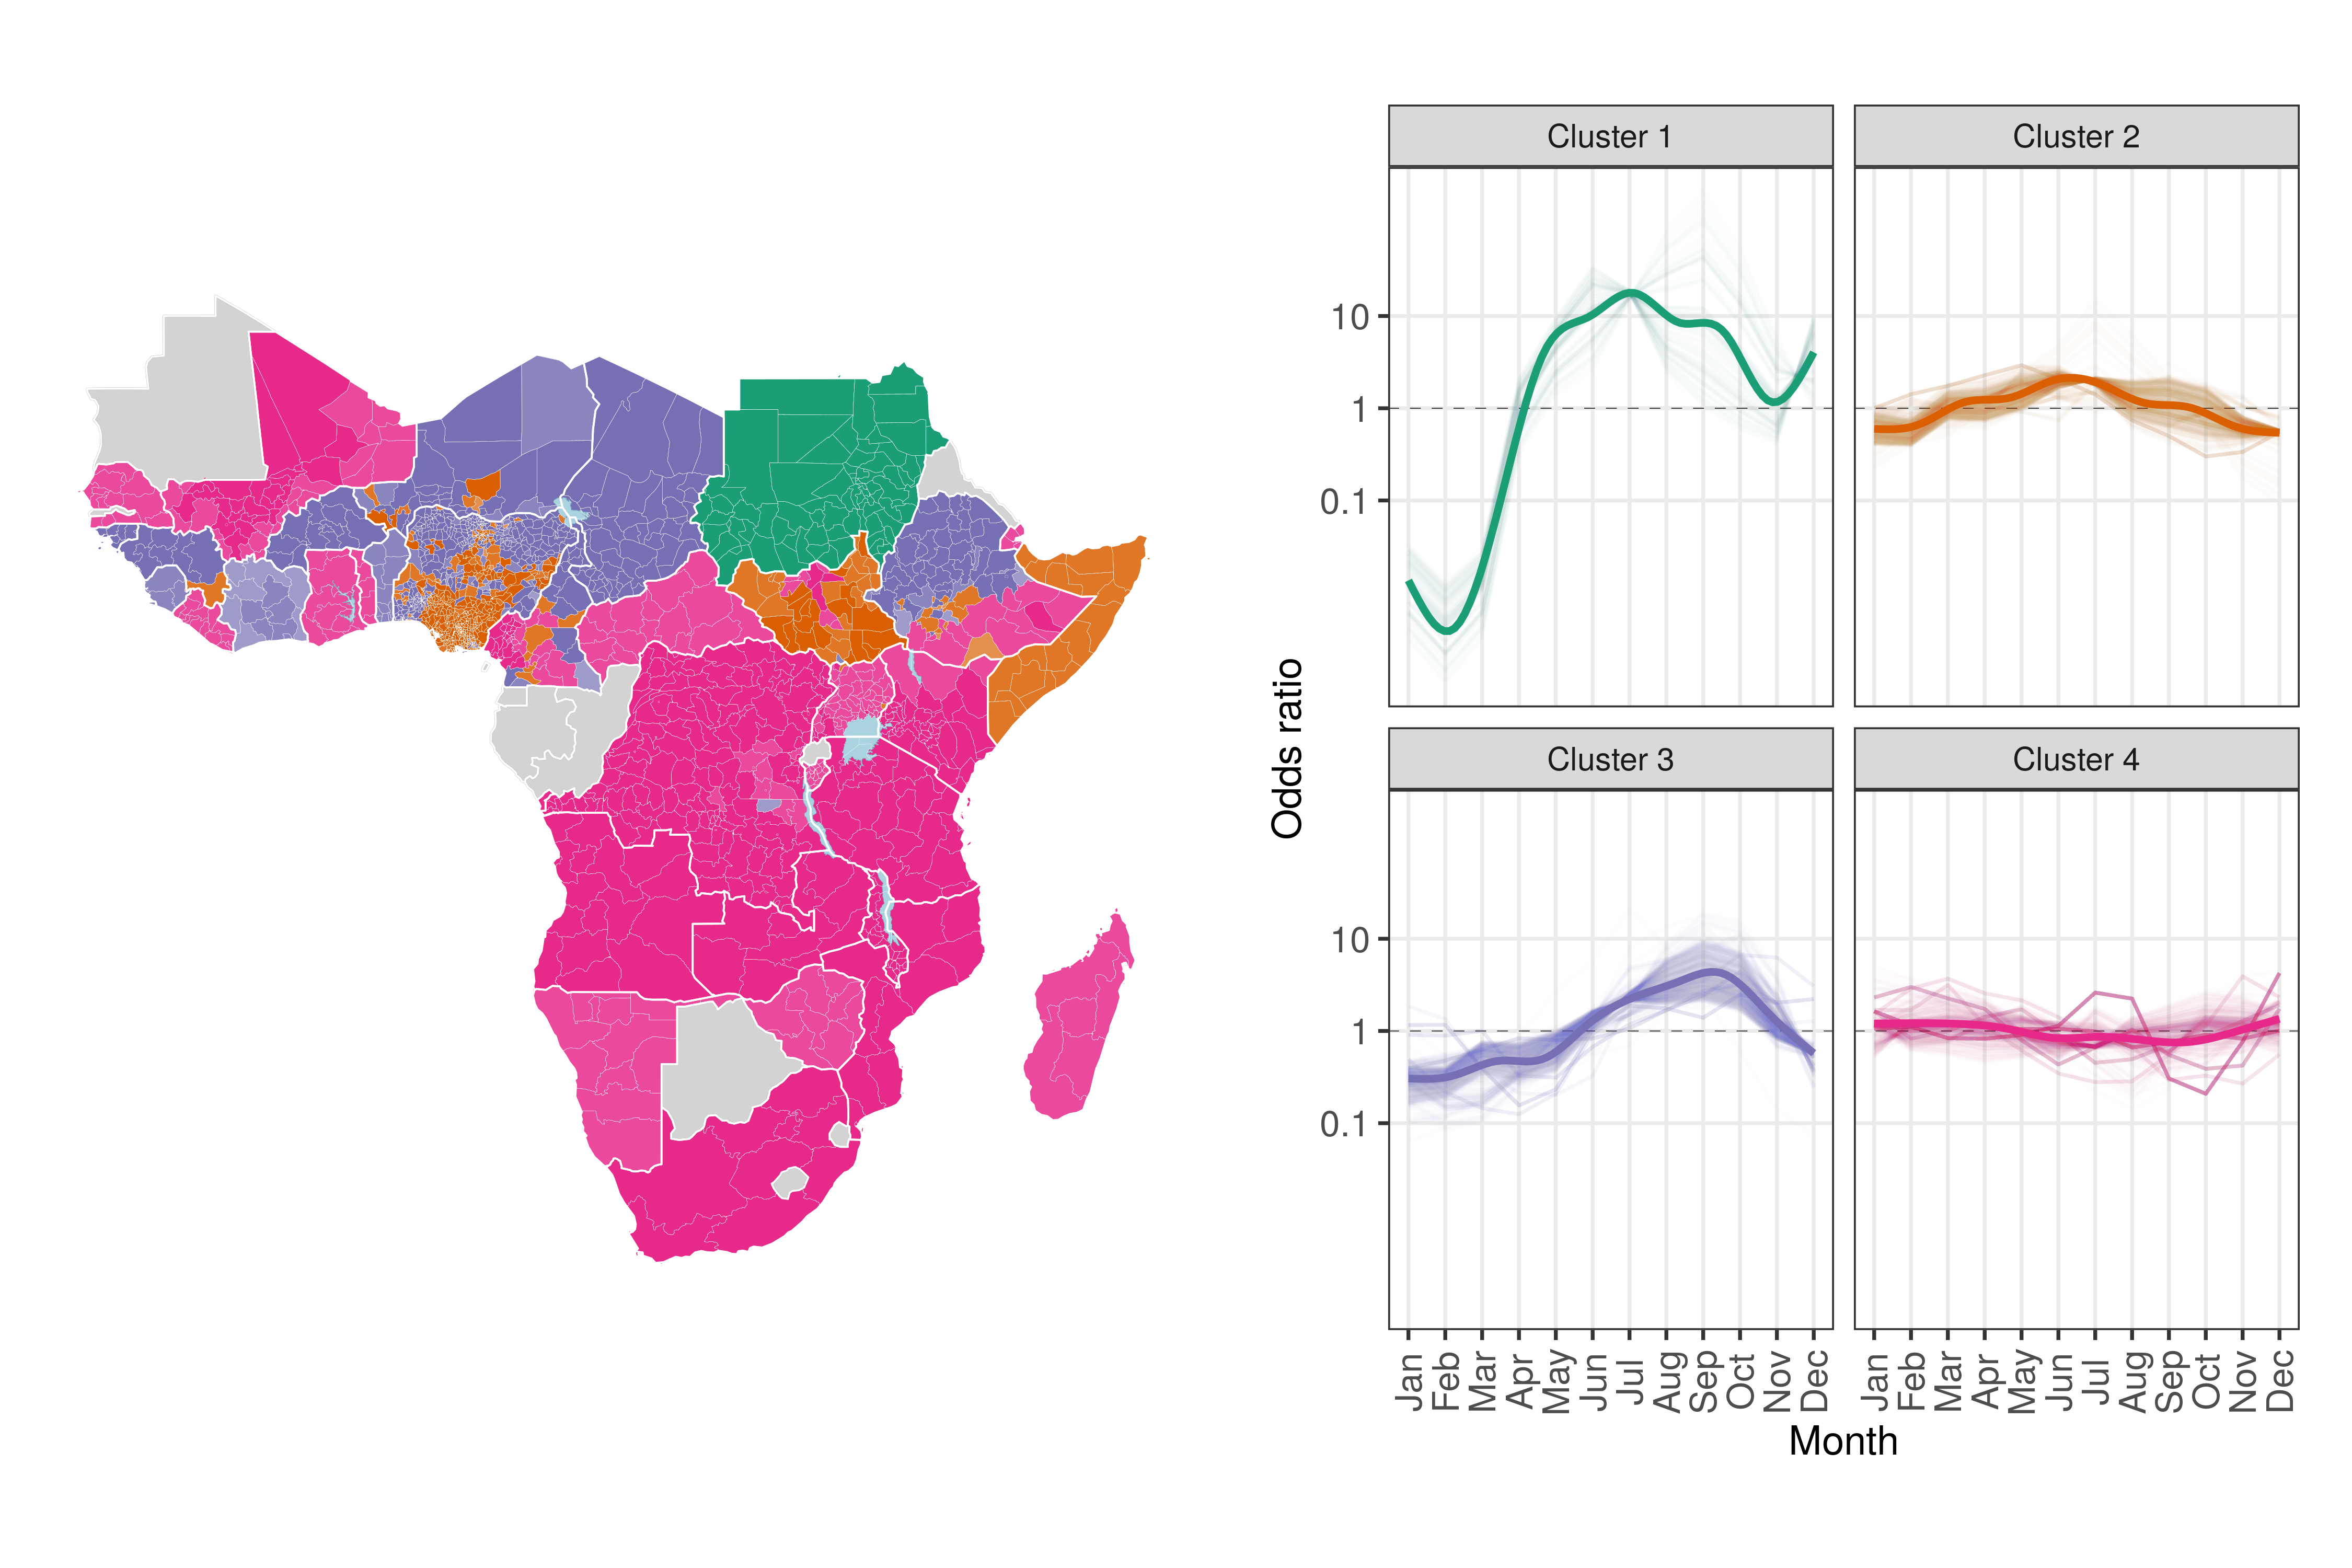 Cluster 1
Cluster 2
10
1
0.1
Odds ratio
Cluster 3
Cluster 4
10
1
0.1
Jan Feb Mar Apr May Jun Jul Aug Sep Oct Nov Dec
Jan Feb Mar Apr May Jun Jul Aug Sep Oct Nov Dec
Month